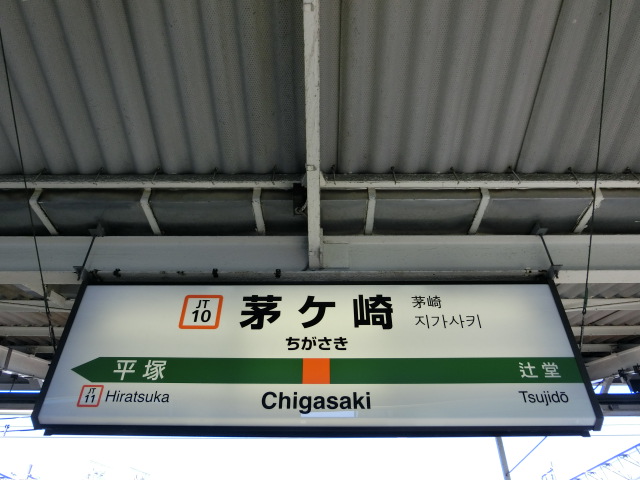 JT
10
茅ケ崎
茅崎
지가사키
ちがさき
平塚
辻堂
JT
11
Hiratsuka
Chigasaki
Tsujidō